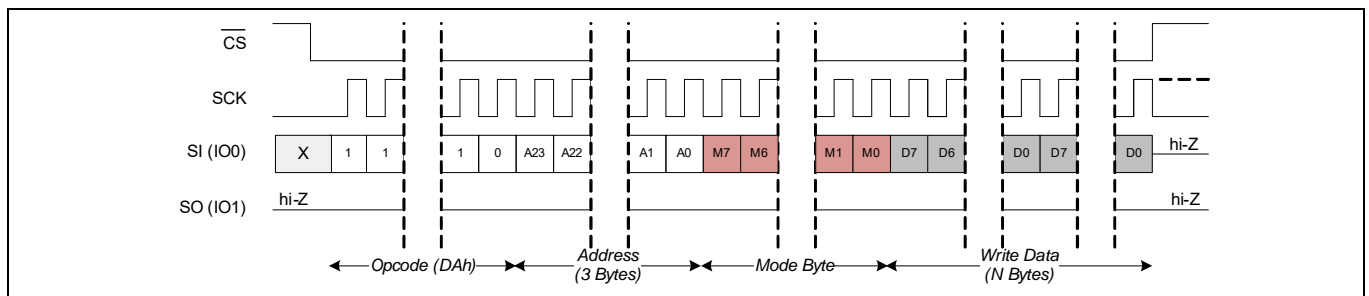 CS
SCK
SI (IO0) X 1 1 1 0 A23 A22 A1 A0 M7 M6 M1 M0 D7 D6 D0 D7 D0 hi-Z
SO (IO1) hi-Z hi-Z
Opcode (DAh) Address Mode Byte Write Data
(3 Bytes) (N Bytes)